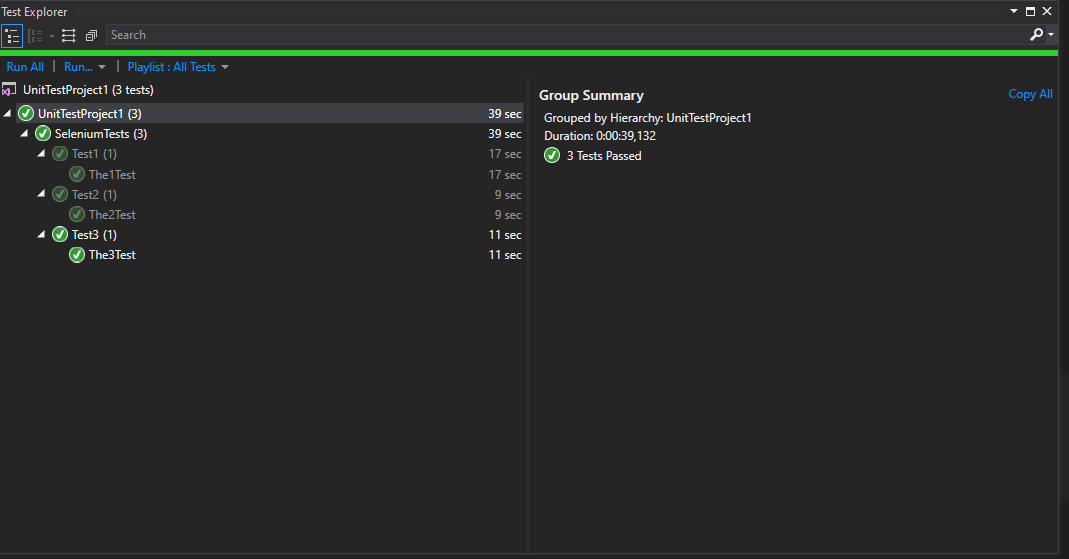 Test Explorer
Search
Run All | Run... | Playlist : All Tests
UnitTestProject1 (3 tests)
UnitTestProject1 (3) 39 sec
SeleniumTests (3) 39 sec
Test1 (1) 17 sec
The1Test 17 sec
Test2 (1) 9 sec
The2Test 9 sec
Test3 (1) 11 sec
The3Test 11 sec
Group Summary
Copy All
Grouped by Hierarchy: UnitTestProject1
Duration: 0:00:39,132
3 Tests Passed